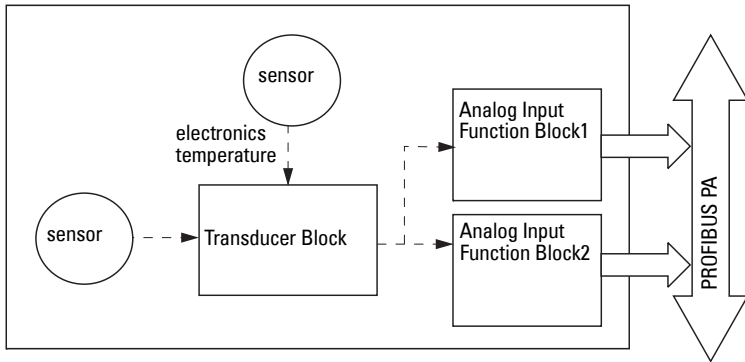 sensor
electronics
temperature
sensor
Transducer Block
Analog Input
Function Block1
Analog Input
Function Block2
PROFIBUS PA